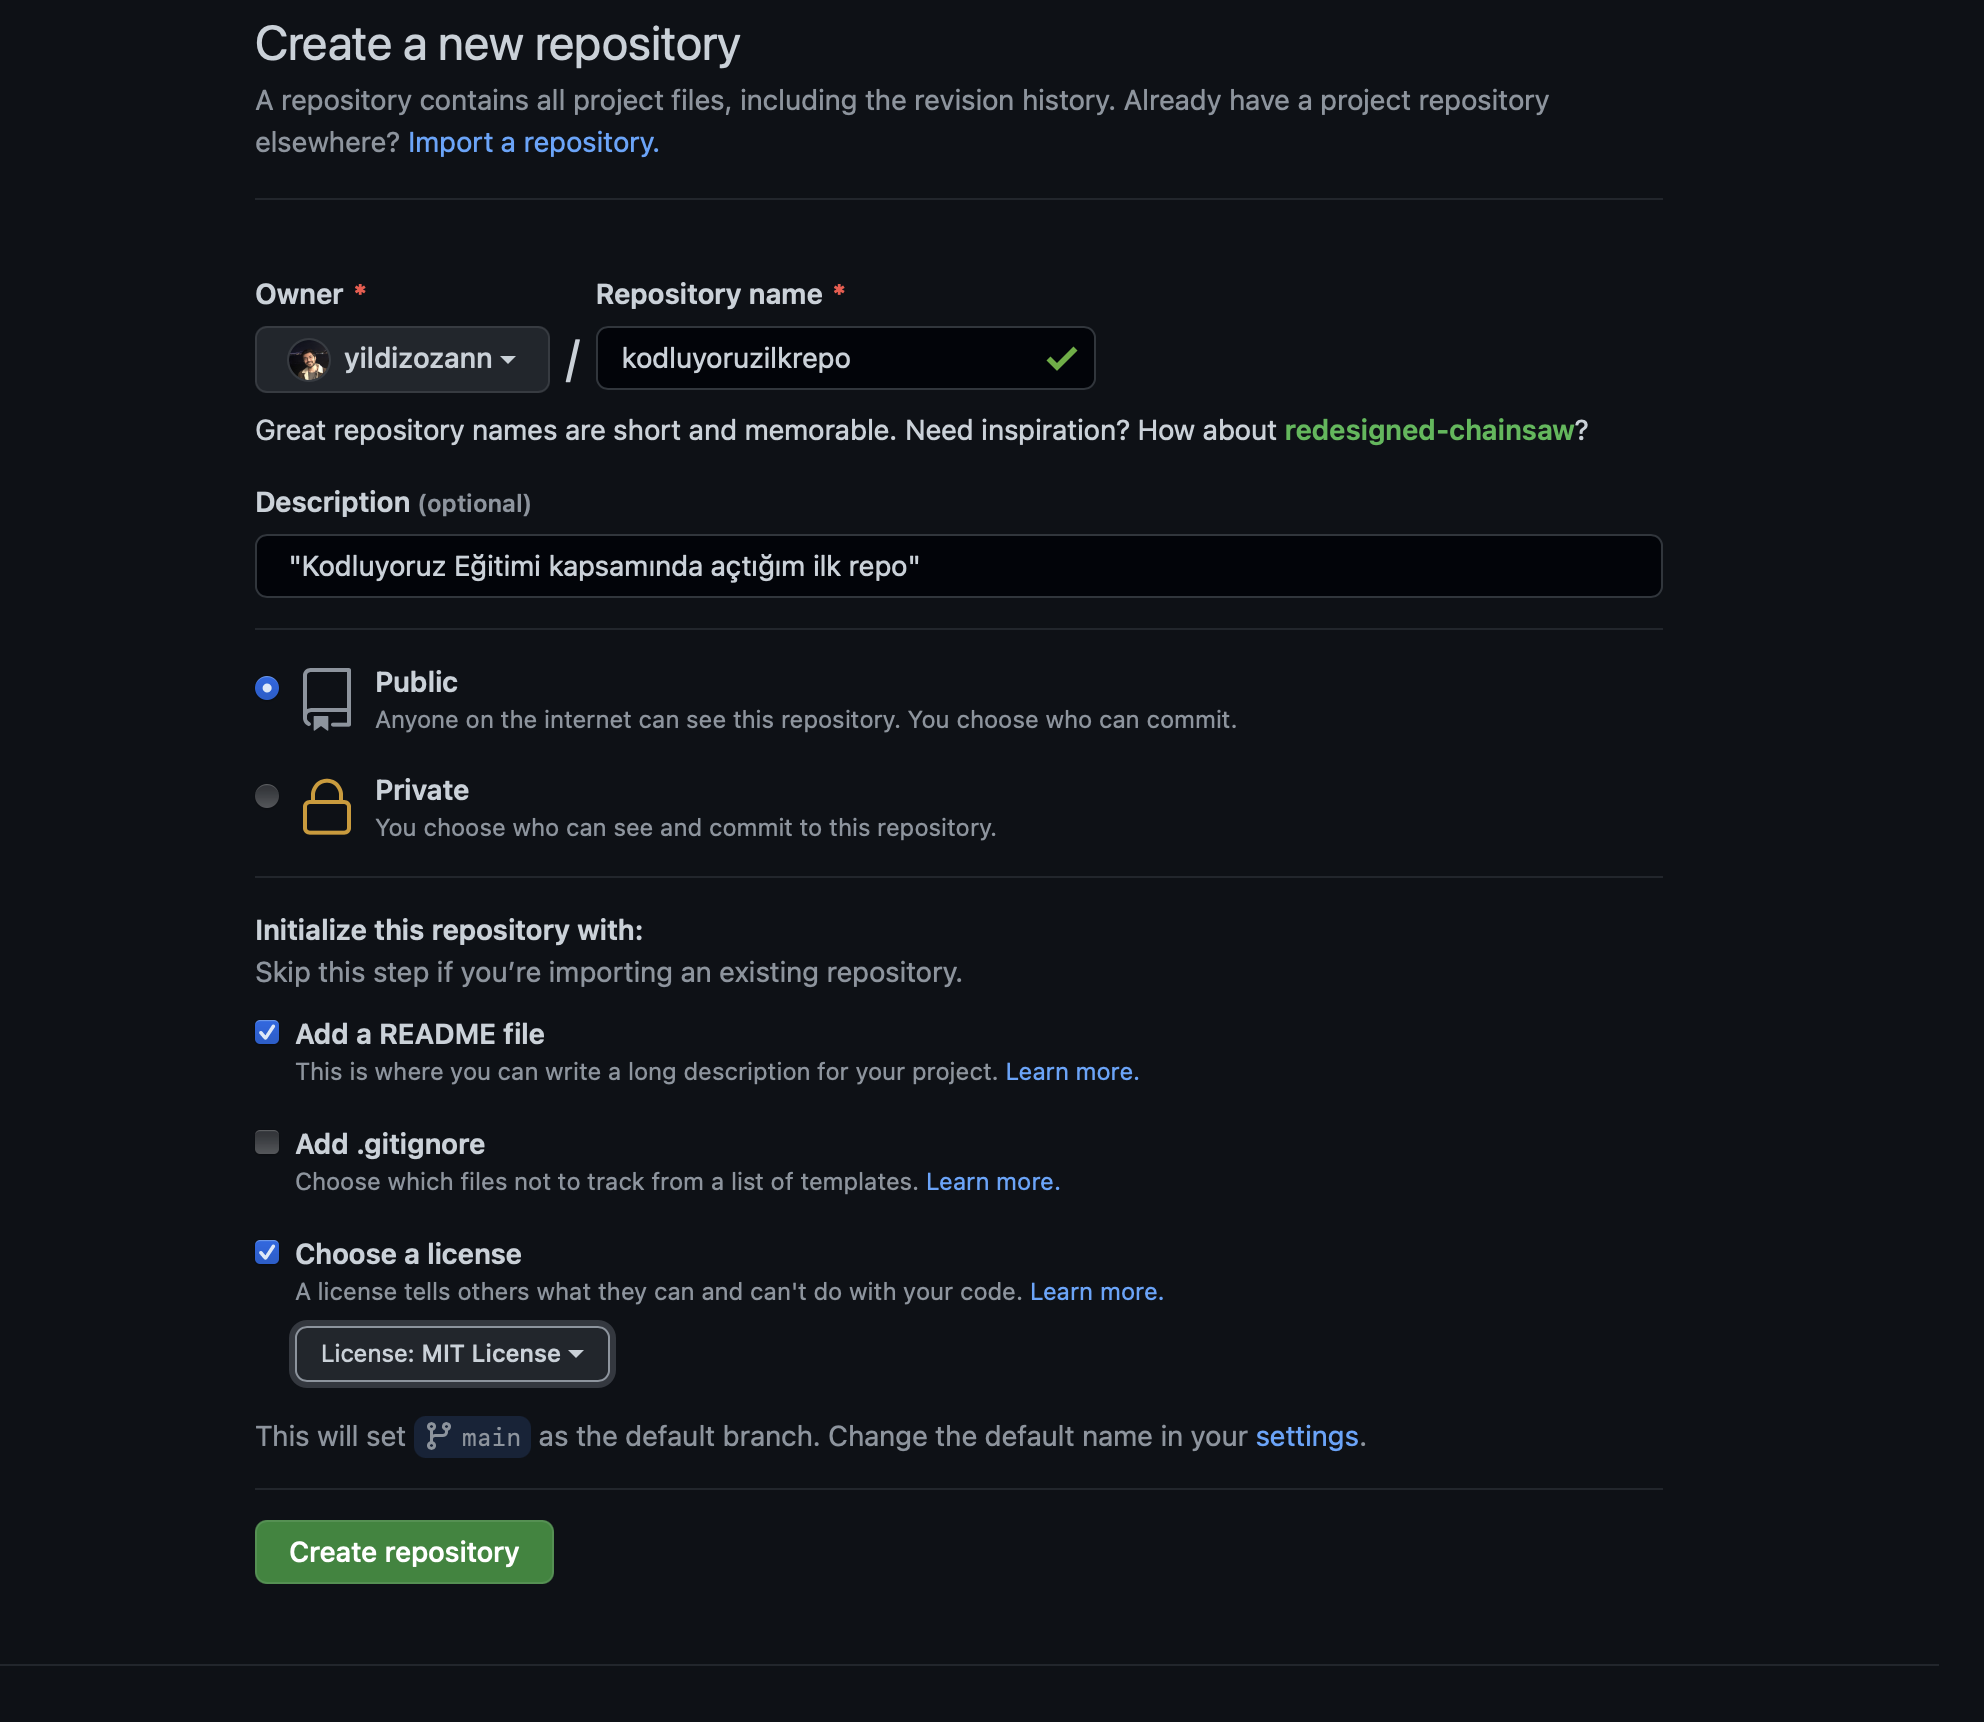 Create a new repository
A repository contains all project files, including the revision history. Already have a project repository
elsewhere? Import a repository.
Owner *
Repository name *
yildizozann
/
kodluyoruzilkrepo
Great repository names are short and memorable. Need inspiration? How about redesigned-chainsaw?
Description (optional)
"Kodluyoruz Eğitimi kapsamında açtığım ilk repo"
Public
Anyone on the internet can see this repository. You choose who can commit.
Private
You choose who can see and commit to this repository.
Initialize this repository with:
Skip this step if you’re importing an existing repository.
Add a README file
This is where you can write a long description for your project. Learn more.
Add .gitignore
Choose which files not to track from a list of templates. Learn more.
Choose a license
A license tells others what they can and can't do with your code. Learn more.
License: MIT License
This will set main as the default branch. Change the default name in your settings.
Create repository